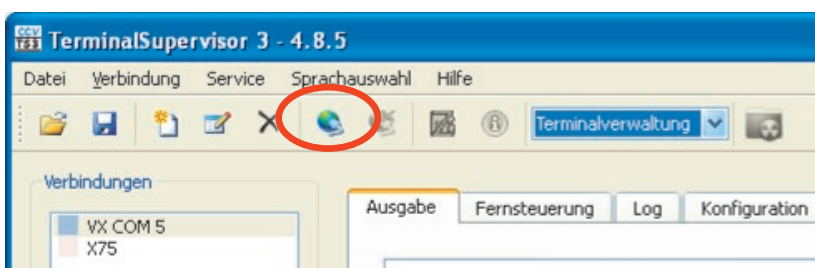 CCV TS3 TerminalSupervisor 3 - 4.8.5
Datei Verbindung Service Sprachauswahl Hilfe
Terminalverwaltung
Verbindungen
Ausgabe Fernsteuerung Log Konfiguration
VX COM 5
X75